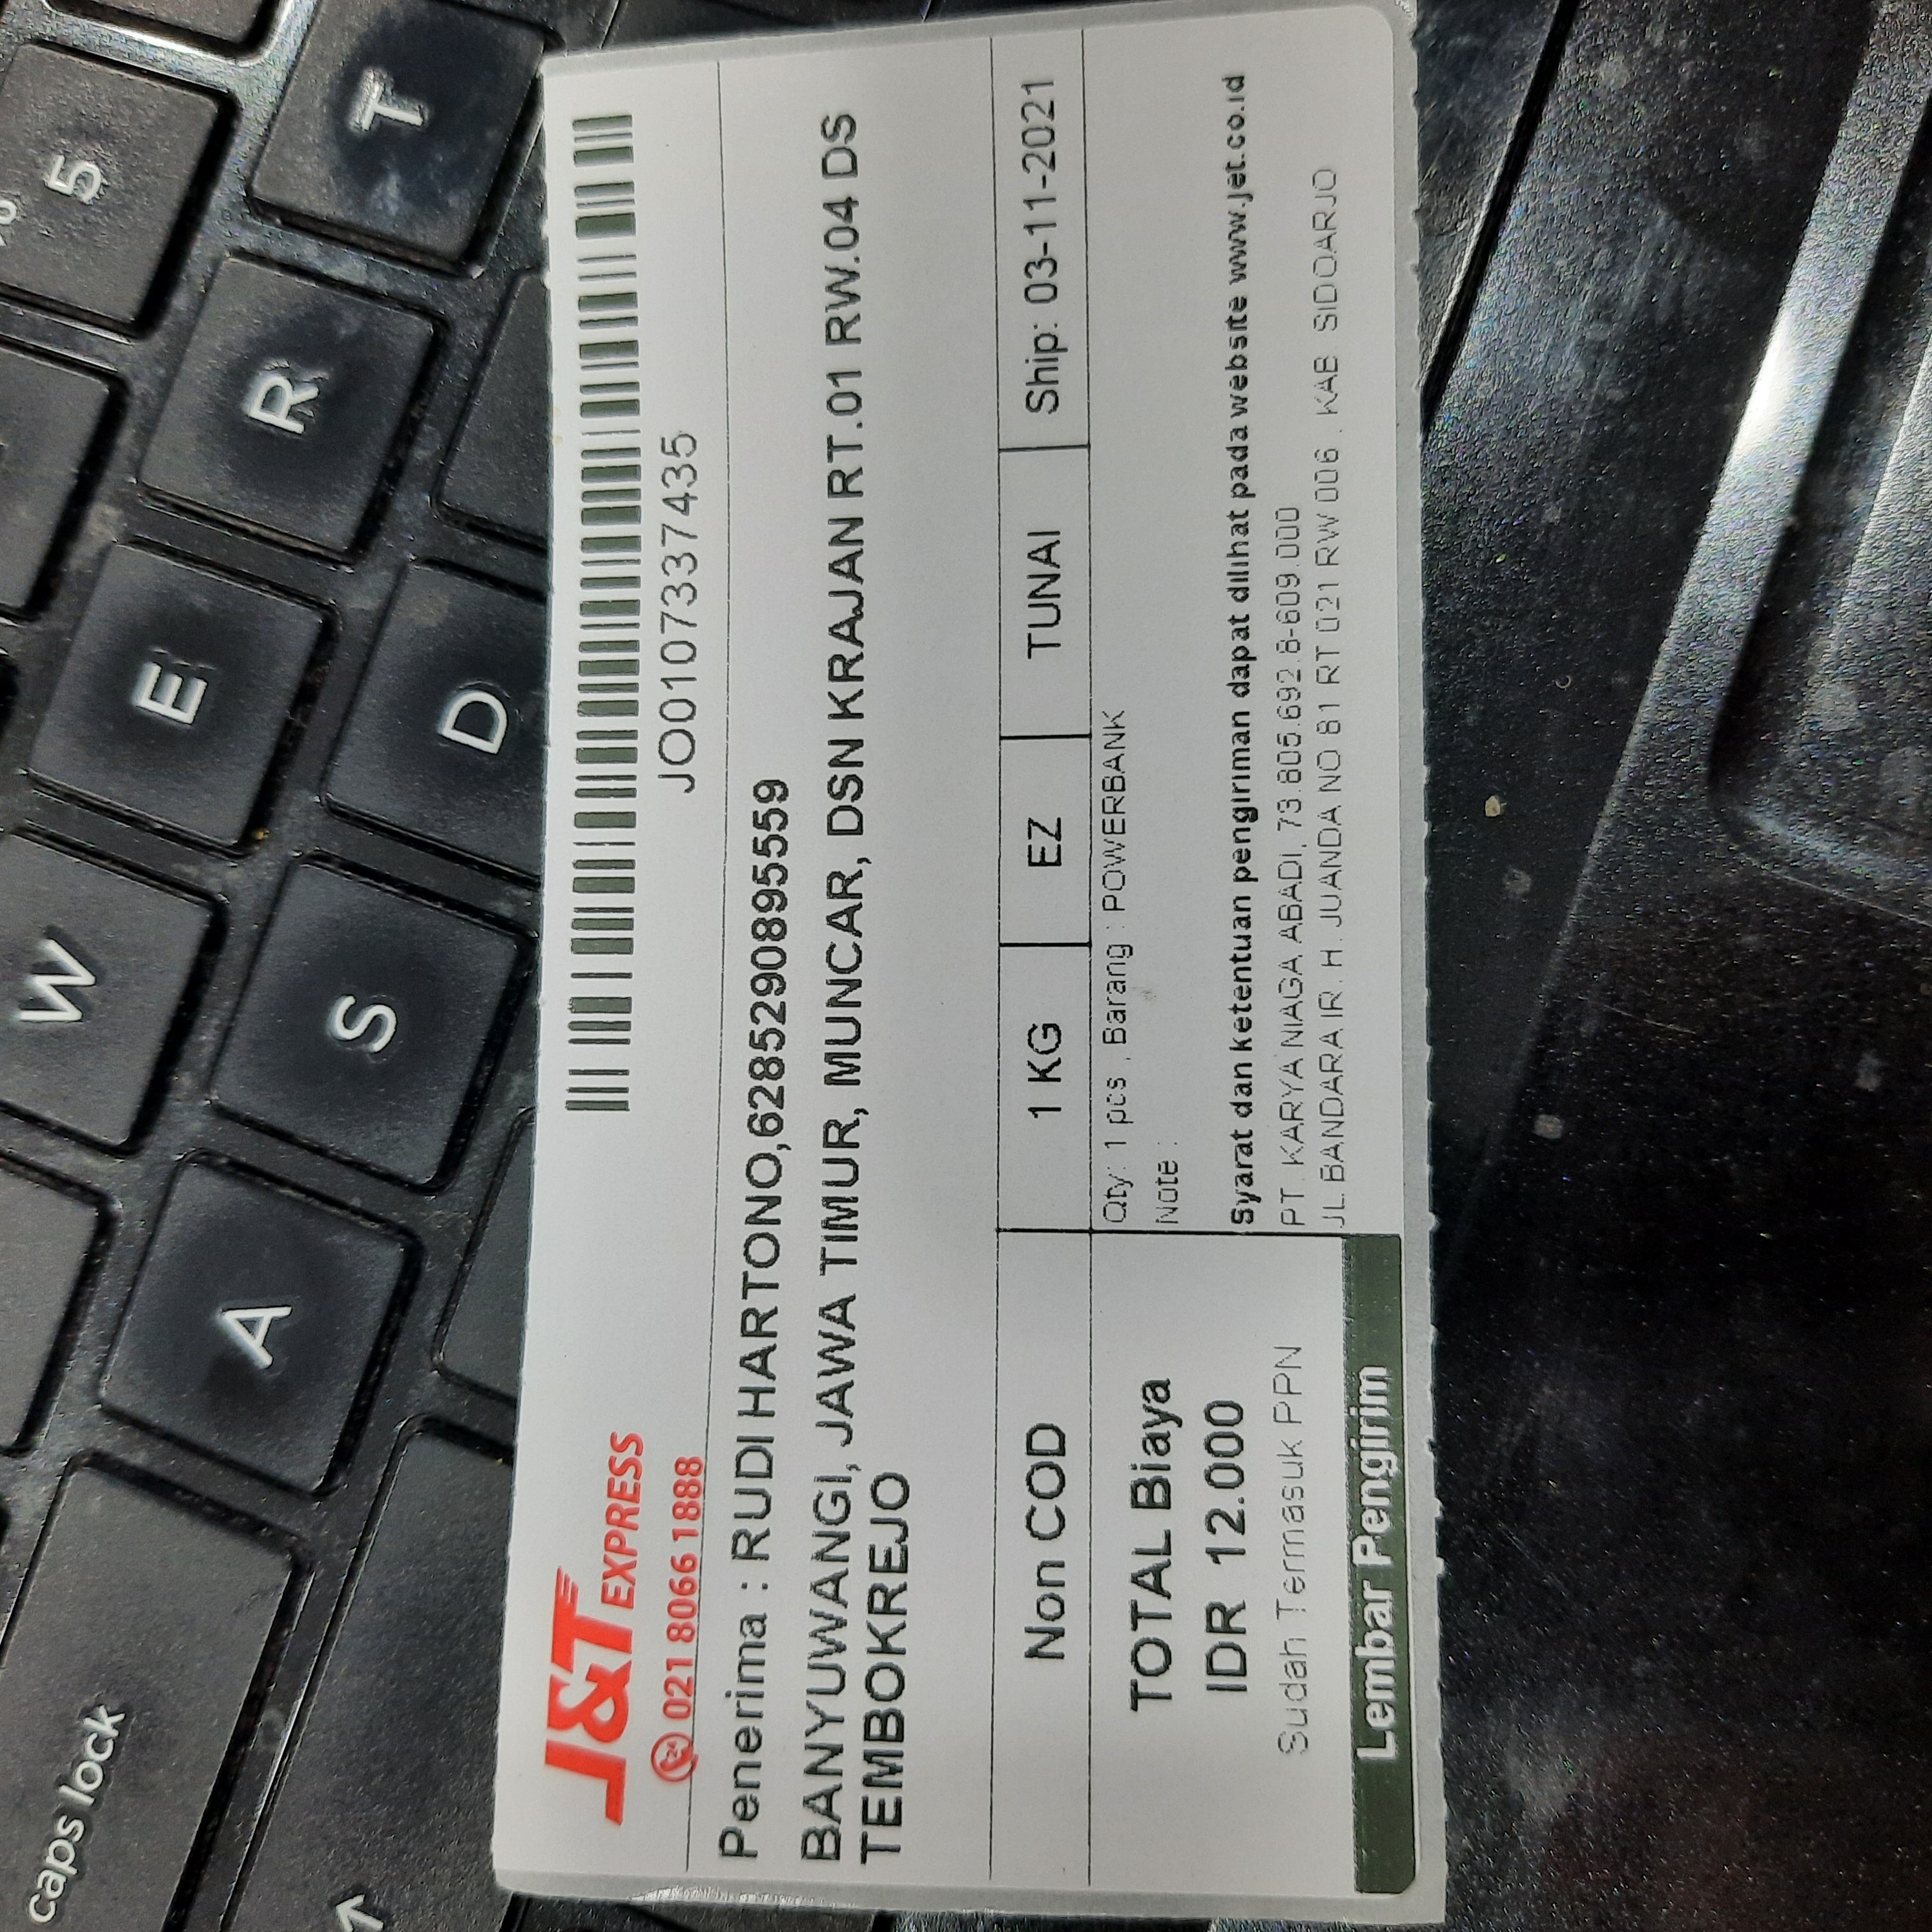 caps lock
W
E
5
A
S
R
T
D
J&T EXPRESS
24 021 8066 1888
JO0107337435
Penerima : RUDI HARTONO,6285290895559
BANYUWANGI, JAWA TIMUR, MUNCAR, DSN KRAJAN RT.01 RW.04 DS
TEMBOKREJO
Non COD
1 KG
EZ
TUNAI
Ship: 03-11-2021
TOTAL Biaya
IDR 12.000
Sudah Termasuk PPN
Lembar Pengirim
Qty: 1 pcs , Barang : POWERBANK
Note :
Syarat dan ketentuan pengiriman dapat dilihat pada website www.jet.co.id
PT. KARYA NIAGA ABADI, 73.805.692.8-609.000
JL. BANDARA IR. H. JUANDA NO 81 RT 021 RW 006 , KAB. SIDOARJO